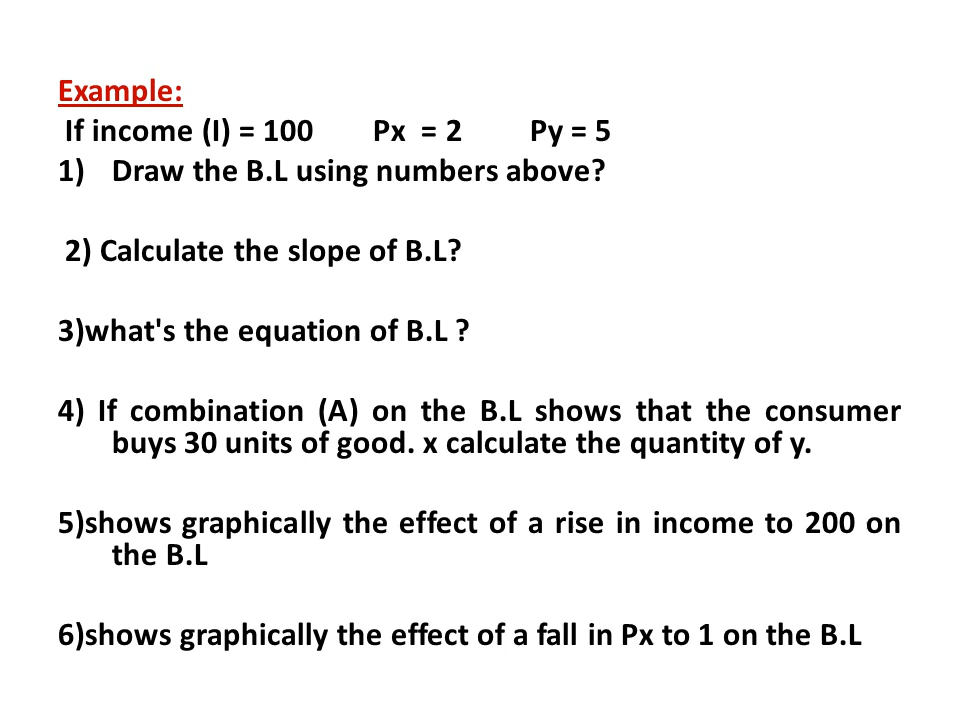 Example:
If income (I) = 100 Px = 2 Py = 5
1) Draw the B.L using numbers above?
2) Calculate the slope of B.L?
3)what's the equation of B.L ?
4) If combination (A) on the B.L shows that the consumer
buys 30 units of good. x calculate the quantity of y.
5)shows graphically the effect of a rise in income to 200 on
the B.L
6)shows graphically the effect of a fall in Px to 1 on the B.L